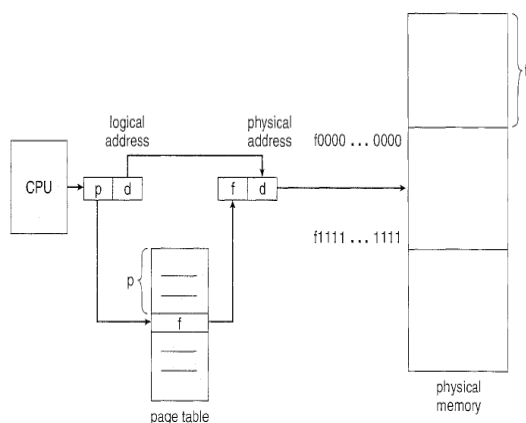 logical
address
physical
address
f0000 ... 0000
f
CPU
p
d
f
d
f1111 ... 1111
p
f
page table
physical
memory